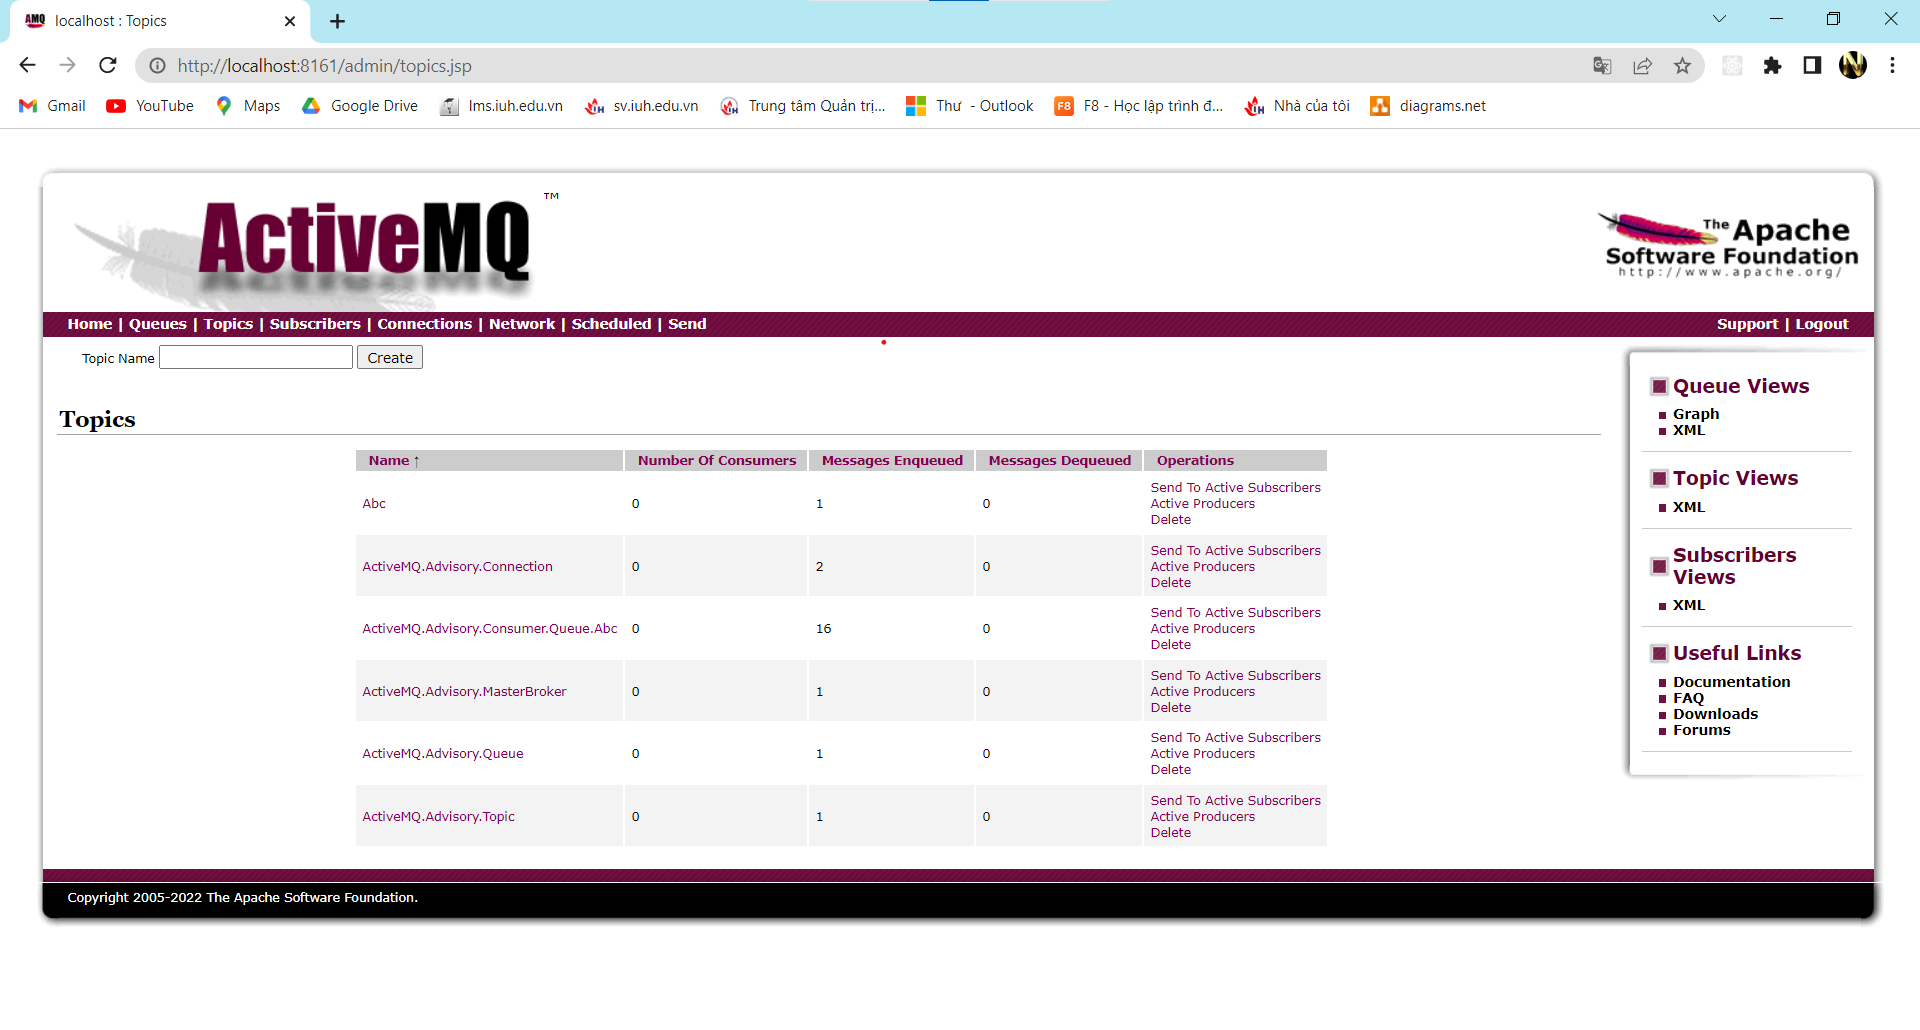 localhost : Topics
http://localhost:8161/admin/topics.jsp
Gmail YouTube Maps Google Drive lms.iuh.edu.vn sv.iuh.edu.vn Trung tâm Quản trị... Thư - Outlook F8 - Học lập trình đ... Nhà của tôi diagrams.net
ActiveMQ ™
The Apache
Software Foundation
http://www.apache.org/
Home | Queues | Topics | Subscribers | Connections | Network | Scheduled | Send
Support | Logout
Topic Name Create
Topics
Name ↑ Number Of Consumers Messages Enqueued Messages Dequeued Operations
Abc 0 1 0 Send To Active Subscribers
Active Producers
Delete
ActiveMQ.Advisory.Connection 0 2 0 Send To Active Subscribers
Active Producers
Delete
ActiveMQ.Advisory.Consumer.Queue.Abc 0 16 0 Send To Active Subscribers
Active Producers
Delete
ActiveMQ.Advisory.MasterBroker 0 1 0 Send To Active Subscribers
Active Producers
Delete
ActiveMQ.Advisory.Queue 0 1 0 Send To Active Subscribers
Active Producers
Delete
ActiveMQ.Advisory.Topic 0 1 0 Send To Active Subscribers
Active Producers
Delete
Queue Views
Graph
XML
Topic Views
XML
Subscribers
Views
XML
Useful Links
Documentation
FAQ
Downloads
Forums
Copyright 2005-2022 The Apache Software Foundation.